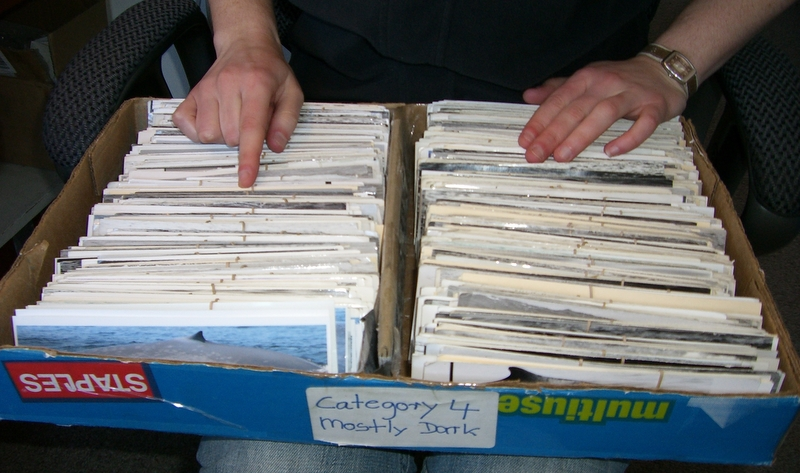 STAPLES
multiuse
Category 4
Mostly Dark